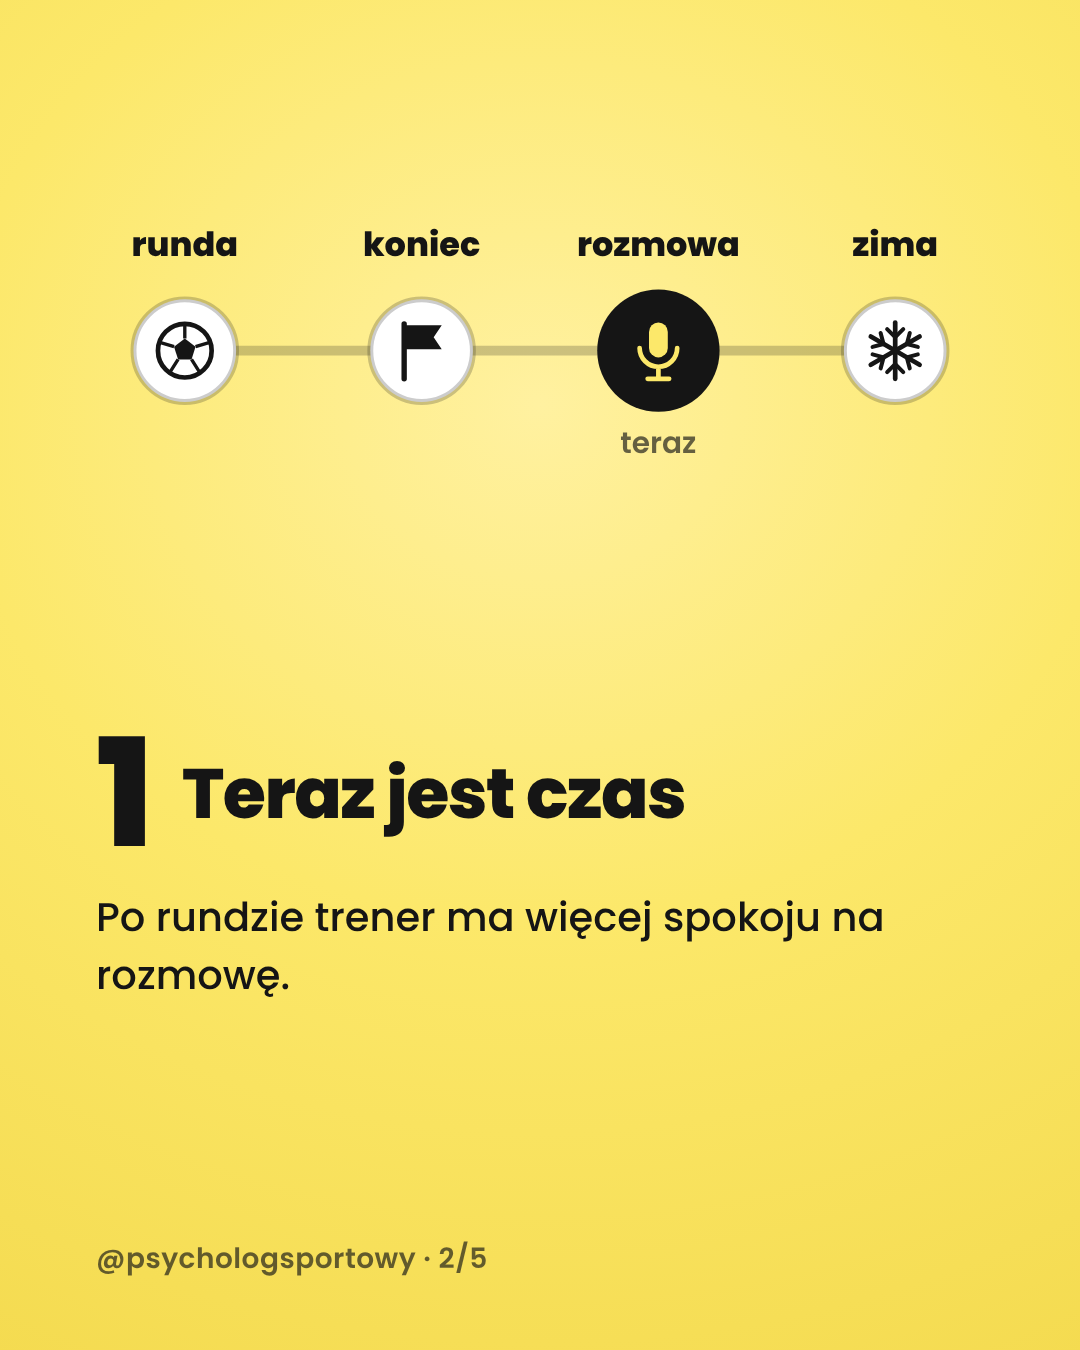 runda koniec rozmowa zima
teraz
1 Teraz jest czas
Po rundzie trener ma więcej spokoju na
rozmowę.
@psychologsportowy · 2/5